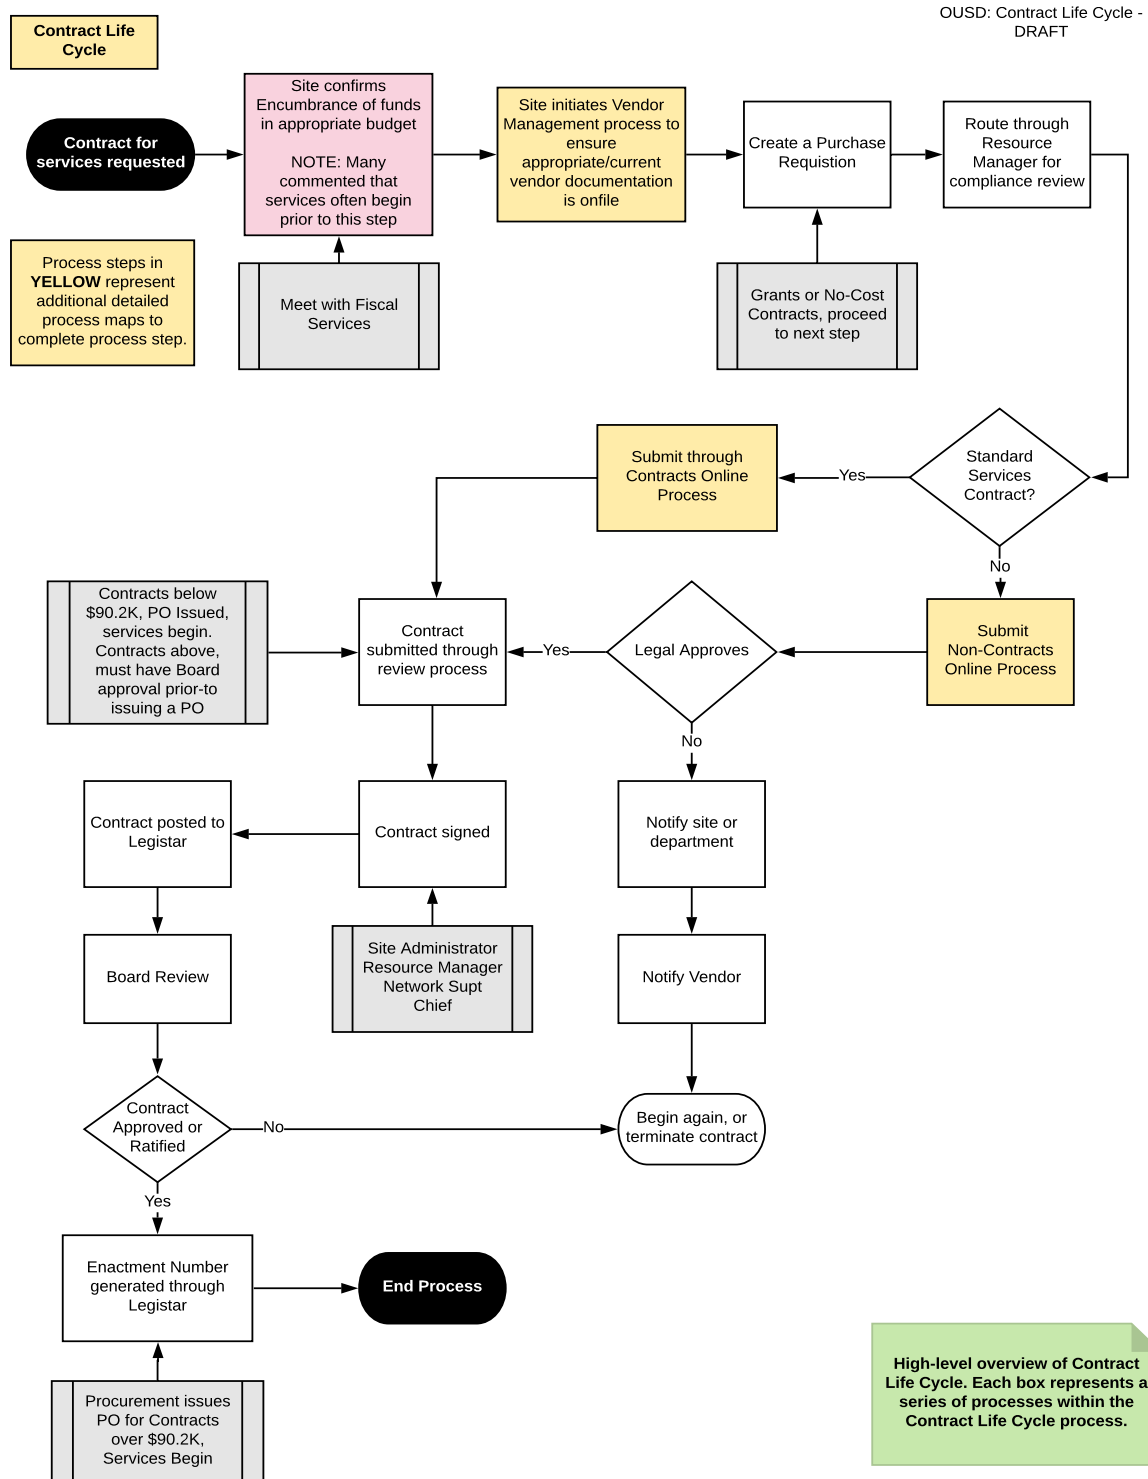 OUSD: Contract Life Cycle -
DRAFT
Contract Life
Cycle
Contract for
services requested
Site confirms
Encumbrance of funds
in appropriate budget
NOTE: Many
commented that
services often begin
prior to this step
Site initiates Vendor
Management process to
ensure
appropriate/current
vendor documentation
is onfile
Create a Purchase
Requistion
Route through
Resource
Manager for
compliance review
Process steps in
YELLOW represent
additional detailed
process maps to
complete process step.
Meet with Fiscal
Services
Grants or No-Cost
Contracts, proceed
to next step
Standard
Services
Contract?
Yes
Submit through
Contracts Online
Process
No
Contracts below
$90.2K, PO Issued,
services begin.
Contracts above,
must have Board
approval prior-to
issuing a PO
Contract
submitted through
review process
Yes
Legal Approves
Submit
Non-Contracts
Online Process
No
Contract posted to
Legistar
Contract signed
Notify site or
department
Board Review
Site Administrator
Resource Manager
Network Supt
Chief
Notify Vendor
Contract
Approved or
Ratified
No
Begin again, or
terminate contract
Yes
Enactment Number
generated through
Legistar
End Process
Procurement issues
PO for Contracts
over $90.2K,
Services Begin
High-level overview of Contract
Life Cycle. Each box represents a
series of processes within the
Contract Life Cycle process.